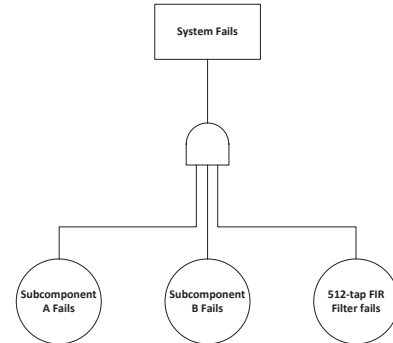 System Fails
Subcomponent
A Fails
Subcomponent
B Fails
512-tap FIR
Filter fails